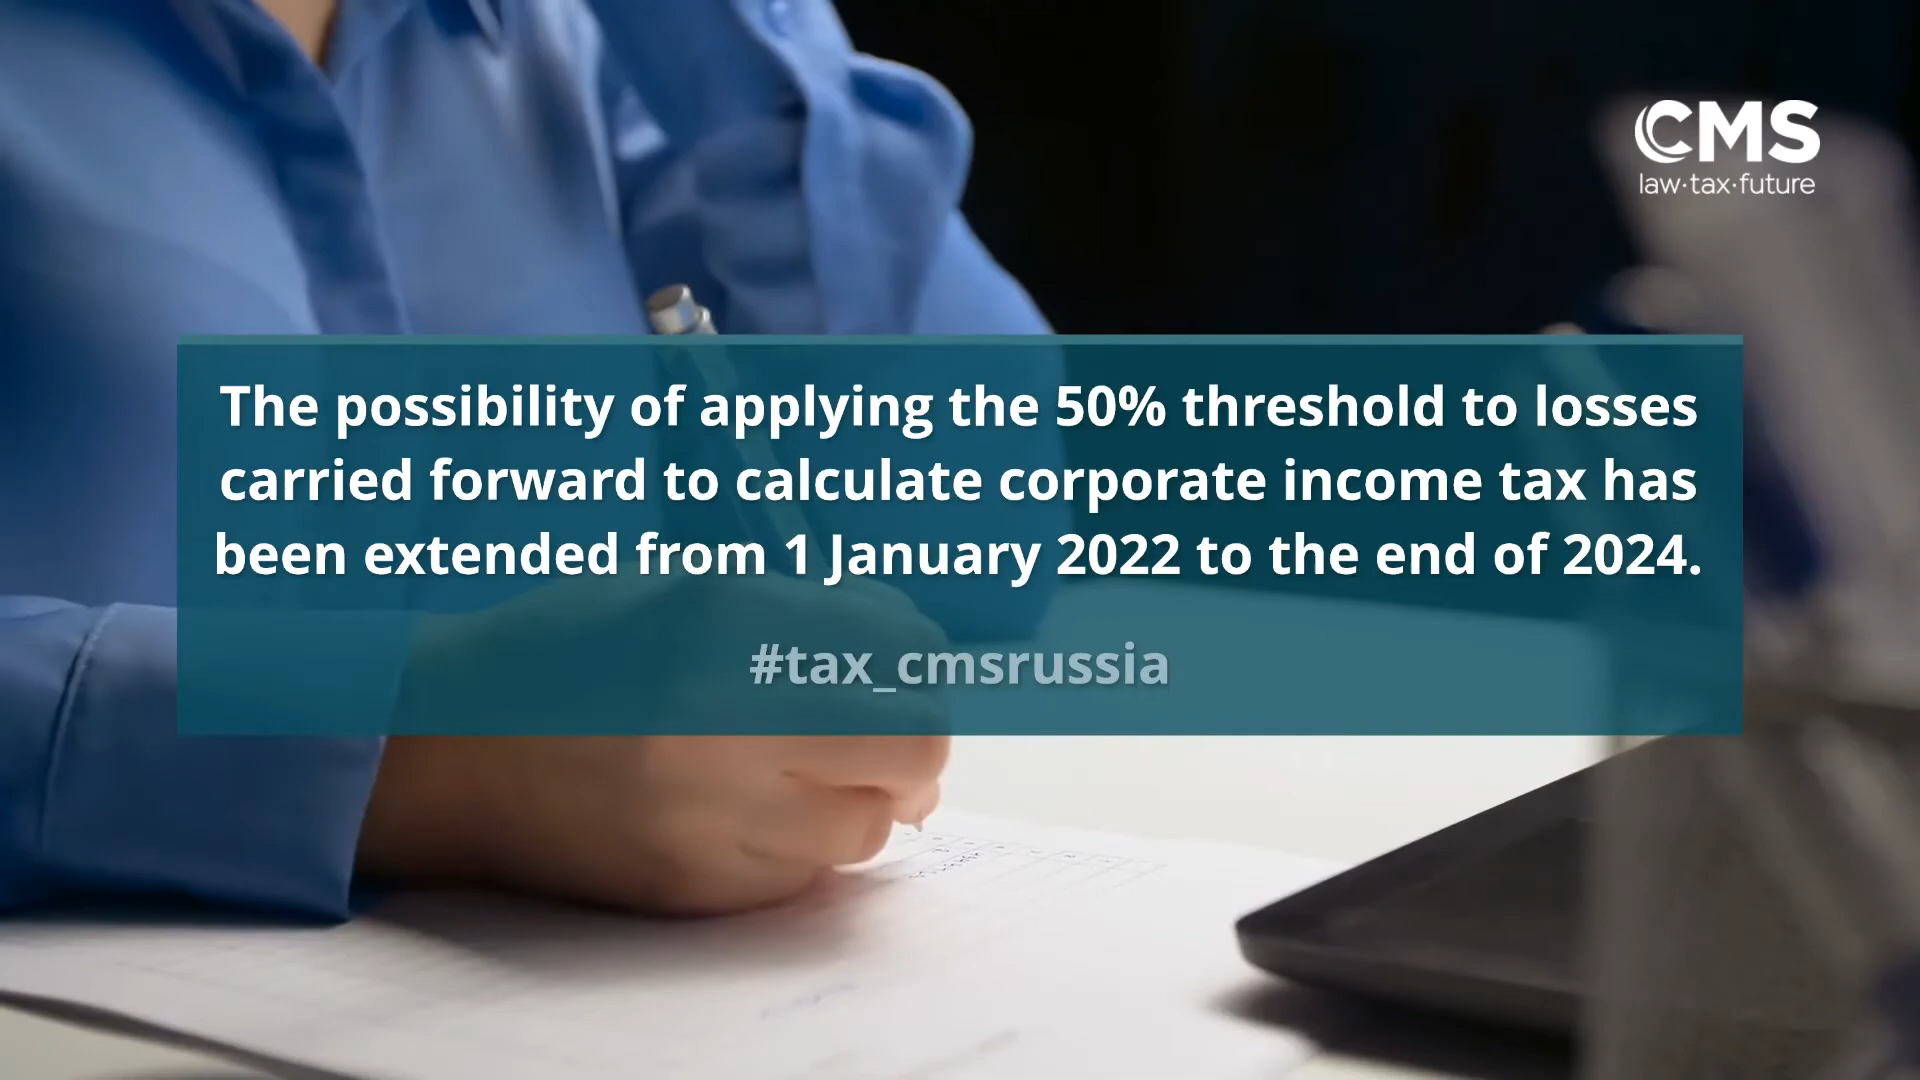 CMS
law·tax·future
The possibility of applying the 50% threshold to losses
carried forward to calculate corporate income tax has
been extended from 1 January 2022 to the end of 2024.
#tax_cmsrussia